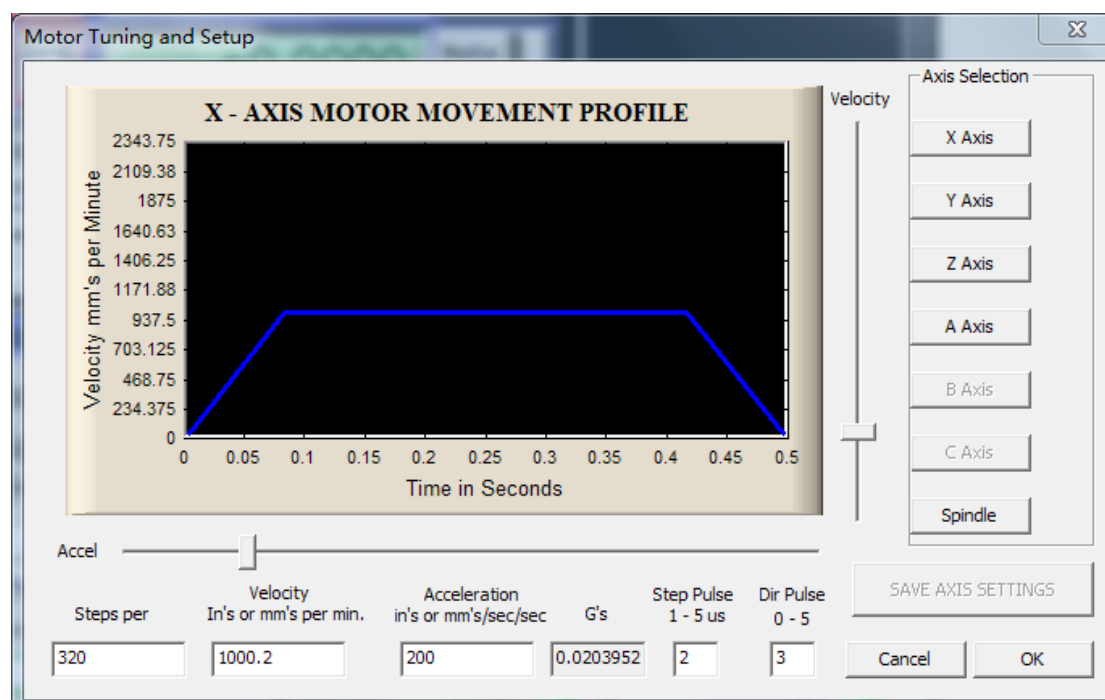 Motor Tuning and Setup
X - AXIS MOTOR MOVEMENT PROFILE
Velocity mm's per Minute
2343.75
2109.38
1875
1640.63
1406.25
1171.88
937.5
703.125
468.75
234.375
0
0 0.05 0.1 0.15 0.2 0.25 0.3 0.35 0.4 0.45 0.5
Time in Seconds
Velocity
Axis Selection
X Axis
Y Axis
Z Axis
A Axis
B Axis
C Axis
Spindle
Accel
Steps per
320
Velocity
In's or mm's per min.
1000.2
Acceleration
in's or mm's/sec/sec
200
G's
0.0203952
Step Pulse
1 - 5 us
2
Dir Pulse
0 - 5
3
SAVE AXIS SETTINGS
Cancel
OK